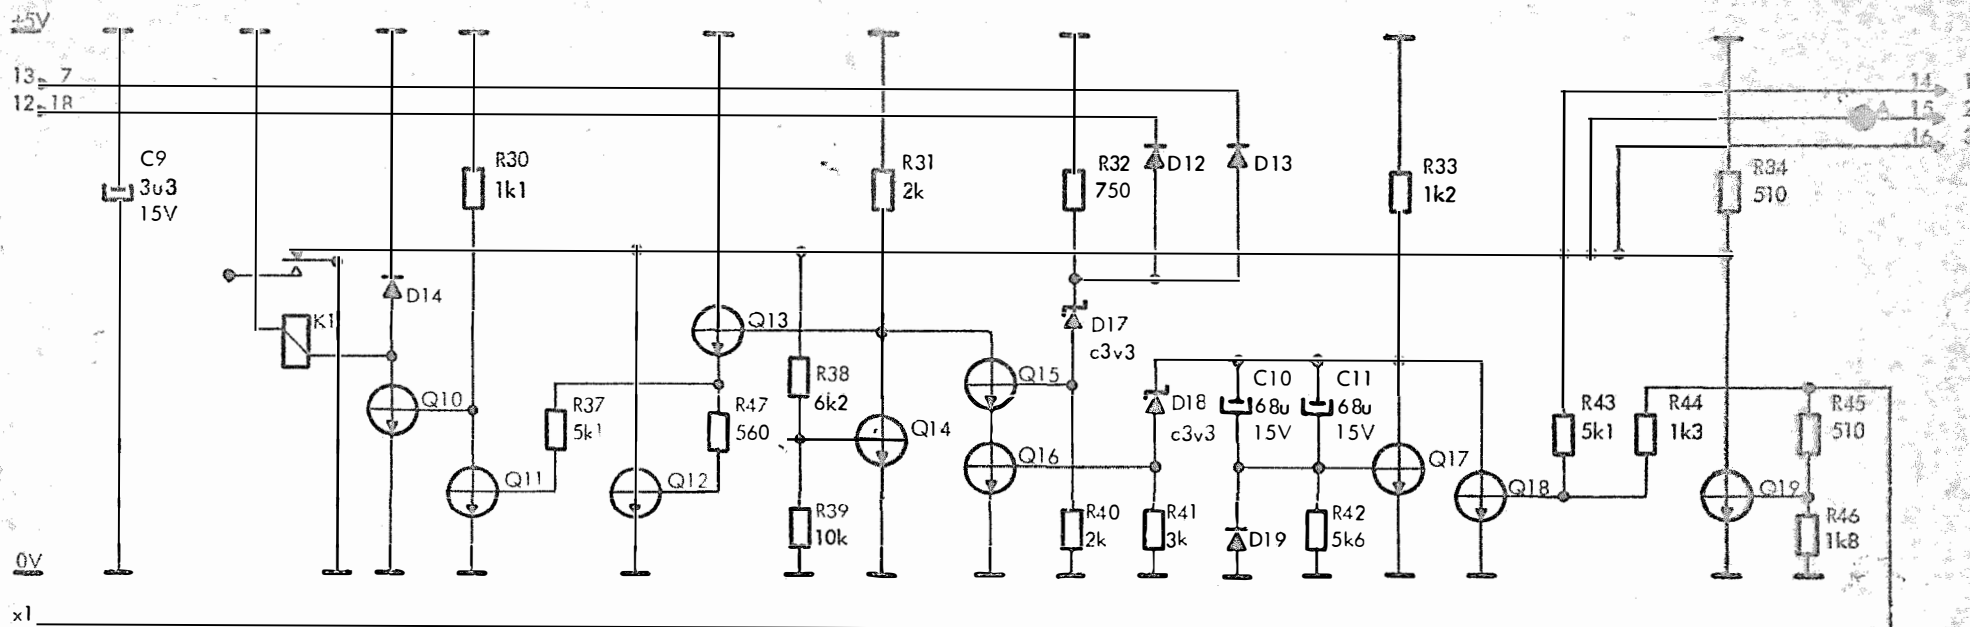 +5V
13 7
12 18
14
15
16
A
C9
3u3
15V
R30
1k1
R31
2k
R32
750
D12
D13
R33
1k2
R34
510
D14
K1
Q13
D17
c3v3
Q10
R37
5k1
R47
560
R38
6k2
Q14
Q15
D18
c3v3
C10
68u
15V
C11
68u
15V
R43
5k1
R44
1k3
R45
510
Q11
Q12
Q16
Q17
Q18
Q19
R39
10k
R40
2k
R41
3k
D19
R42
5k6
R46
1k8
0V
x1